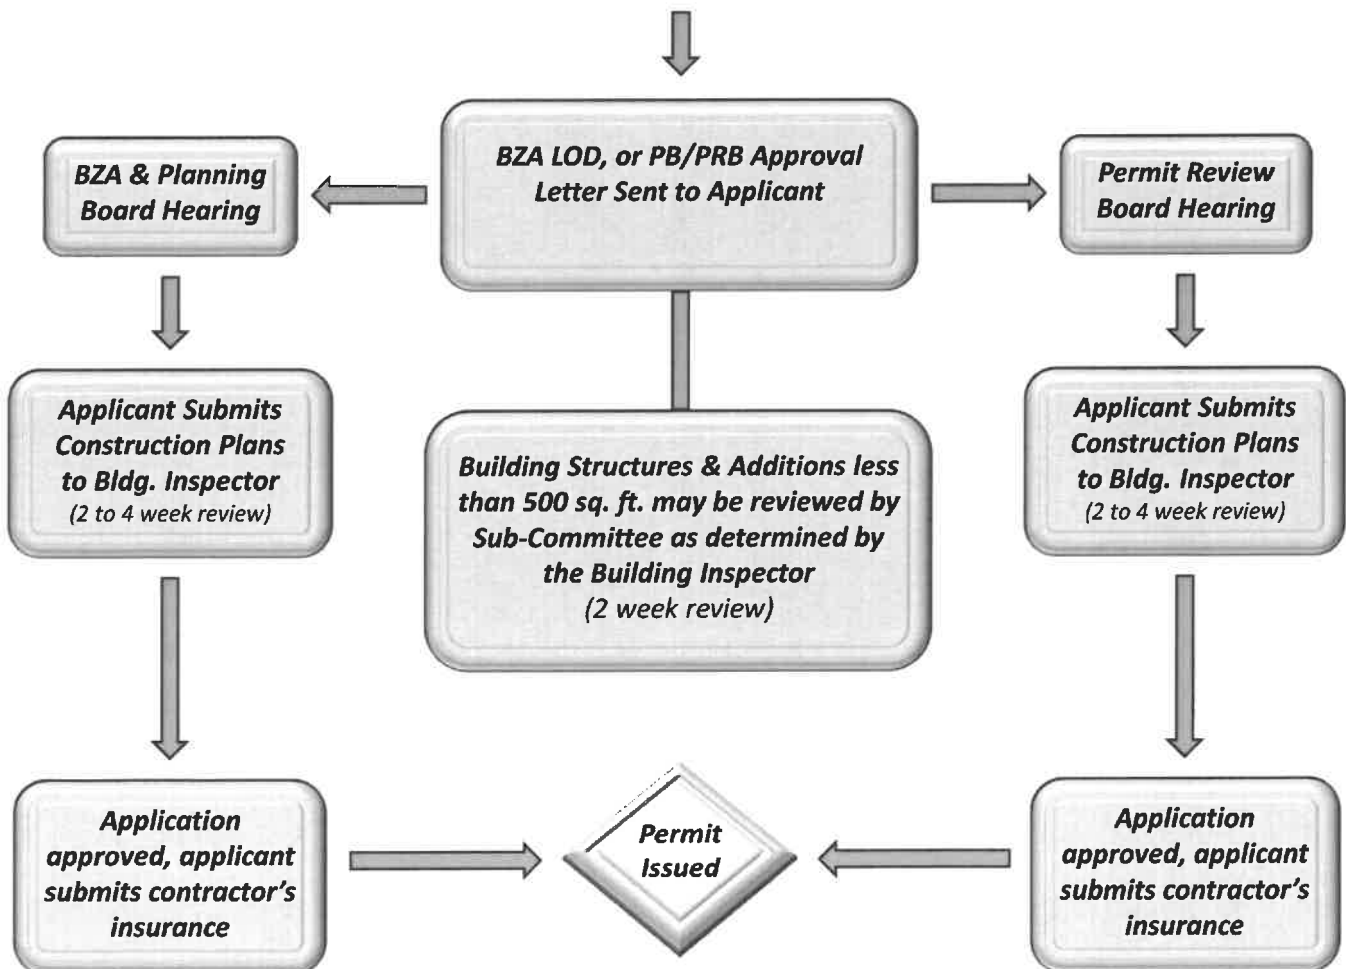 BZA LOD, or PB/PRB Approval
Letter Sent to Applicant
BZA & Planning
Board Hearing
Permit Review
Board Hearing
Applicant Submits
Construction Plans
to Bldg. Inspector
(2 to 4 week review)
Building Structures & Additions less
than 500 sq. ft. may be reviewed by
Sub-Committee as determined by
the Building Inspector
(2 week review)
Applicant Submits
Construction Plans
to Bldg. Inspector
(2 to 4 week review)
Application
approved, applicant
submits contractor's
insurance
Permit
Issued
Application
approved, applicant
submits contractor's
insurance